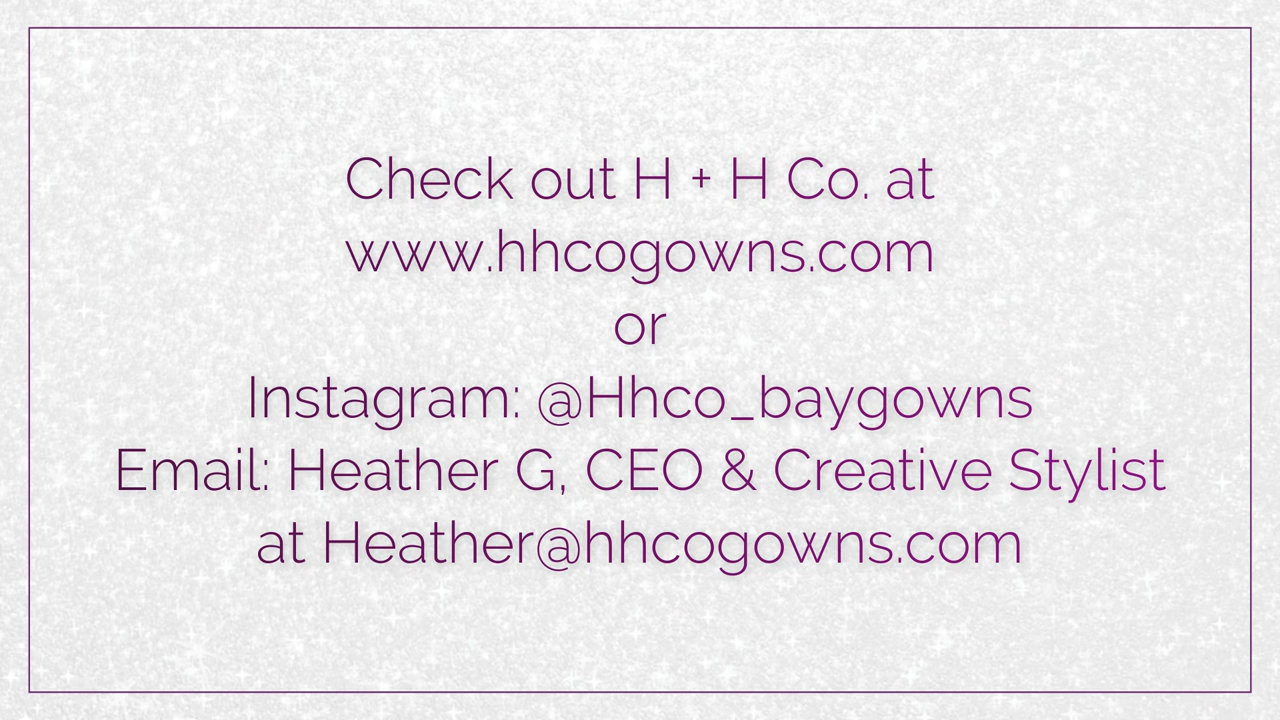 Check out H + H Co. at
www.hhcogowns.com
or
Instagram: @Hhco_baygowns
Email: Heather G, CEO & Creative Stylist
at Heather@hhcogowns.com